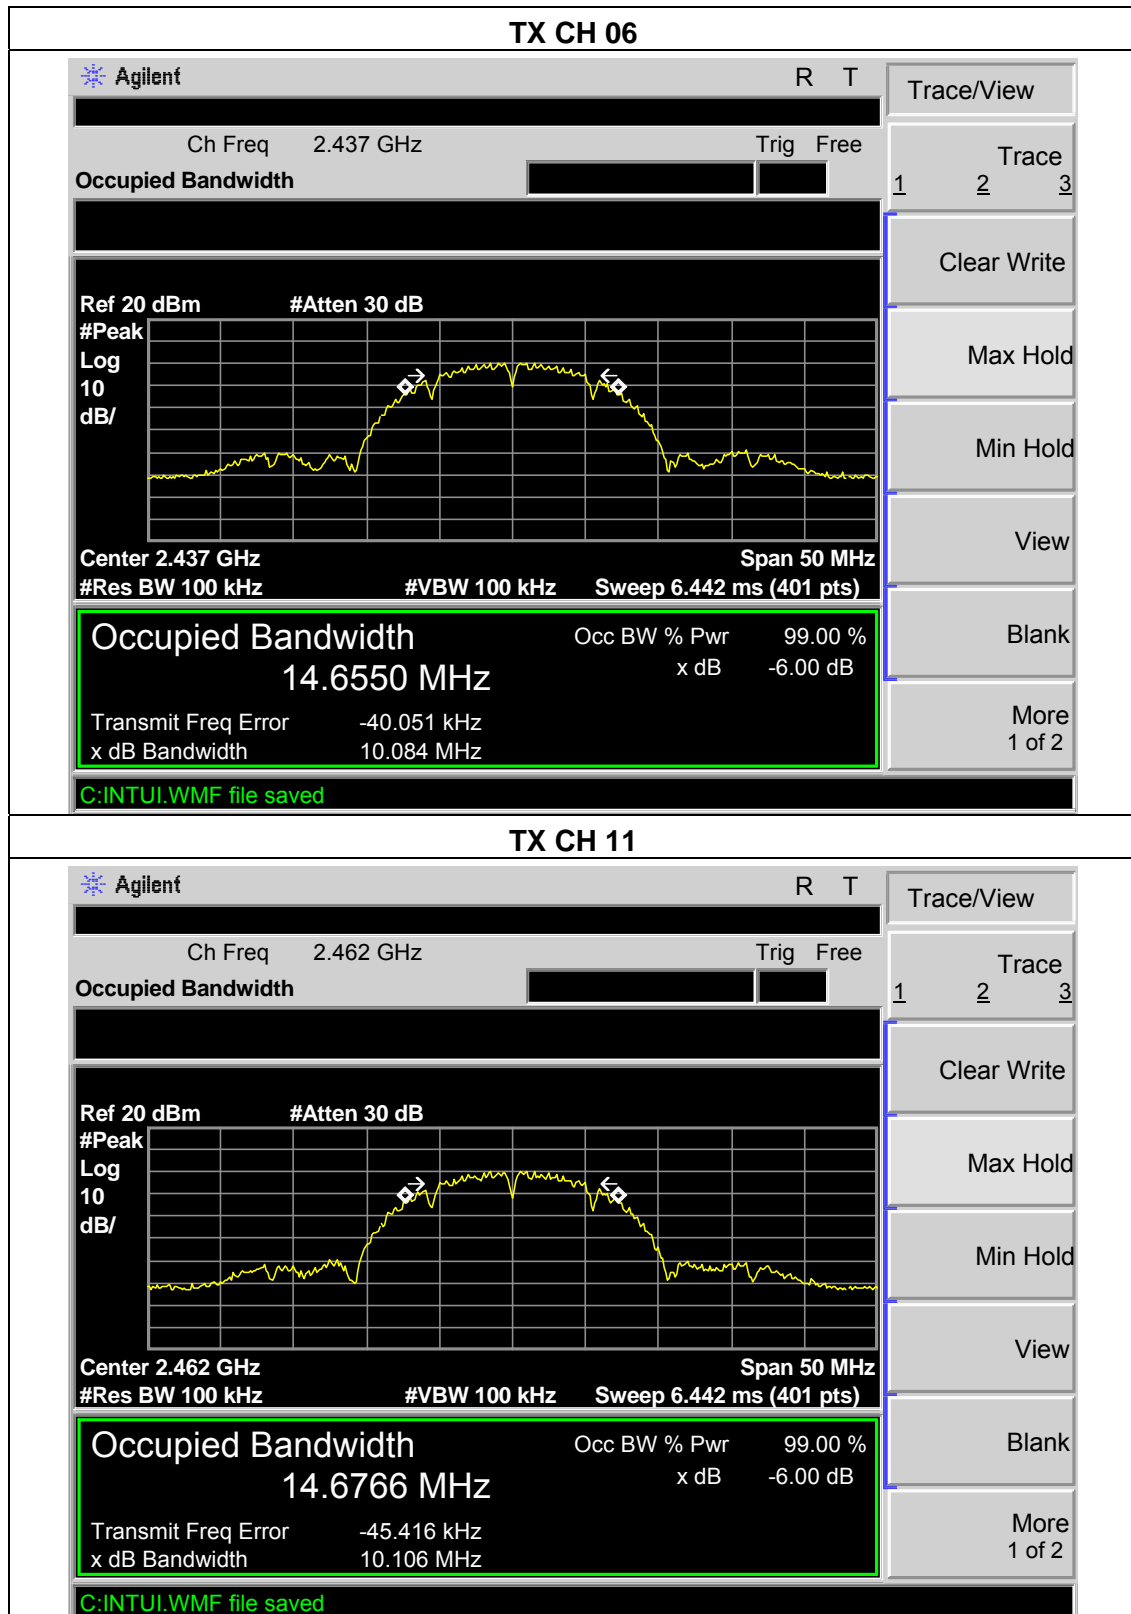 TX CH 06
Agilent R T
Trace/View
Ch Freq 2.437 GHz Trig Free
Occupied Bandwidth
Trace
1 2 3
Clear Write
Ref 20 dBm #Atten 30 dB
#Peak
Log
10
dB/
Max Hold
Min Hold
View
Center 2.437 GHz Span 50 MHz
#Res BW 100 kHz #VBW 100 kHz Sweep 6.442 ms (401 pts)
Occupied Bandwidth Occ BW % Pwr 99.00 %
14.6550 MHz x dB -6.00 dB
Blank
Transmit Freq Error -40.051 kHz
x dB Bandwidth 10.084 MHz
More
1 of 2
C:INTUI.WMF file saved
TX CH 11
Agilent R T
Trace/View
Ch Freq 2.462 GHz Trig Free
Occupied Bandwidth
Trace
1 2 3
Clear Write
Ref 20 dBm #Atten 30 dB
#Peak
Log
10
dB/
Max Hold
Min Hold
View
Center 2.462 GHz Span 50 MHz
#Res BW 100 kHz #VBW 100 kHz Sweep 6.442 ms (401 pts)
Occupied Bandwidth Occ BW % Pwr 99.00 %
14.6766 MHz x dB -6.00 dB
Blank
Transmit Freq Error -45.416 kHz
x dB Bandwidth 10.106 MHz
More
1 of 2
C:INTUI.WMF file saved